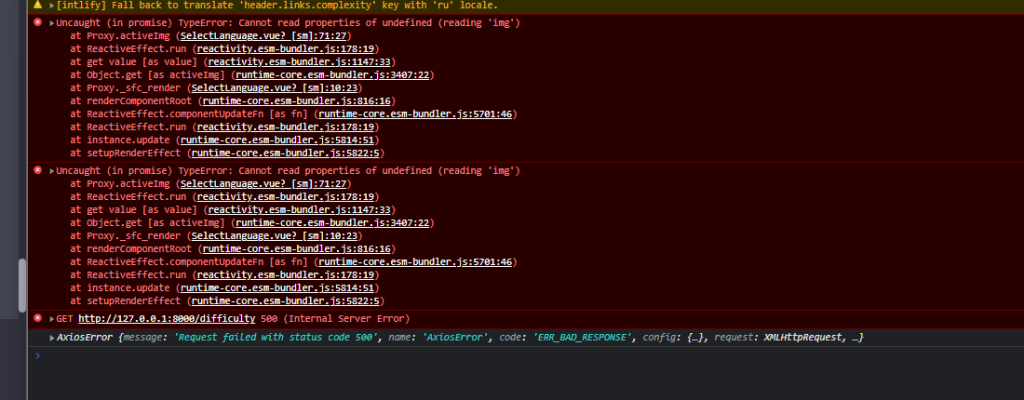 [intlify] Fall back to translate 'header.links.complexity' key with 'ru' locale.
Uncaught (in promise) TypeError: Cannot read properties of undefined (reading 'img')
at Proxy.activeImg (SelectLanguage.vue? [sm]:71:27)
at ReactiveEffect.run (reactivity.esm-bundler.js:178:19)
at get value [as value] (reactivity.esm-bundler.js:1147:33)
at Object.get [as activeImg] (runtime-core.esm-bundler.js:3407:22)
at Proxy._sfc_render (SelectLanguage.vue? [sm]:10:23)
at renderComponentRoot (runtime-core.esm-bundler.js:816:16)
at ReactiveEffect.componentUpdateFn [as fn] (runtime-core.esm-bundler.js:5701:46)
at ReactiveEffect.run (reactivity.esm-bundler.js:178:19)
at instance.update (runtime-core.esm-bundler.js:5814:51)
at setupRenderEffect (runtime-core.esm-bundler.js:5822:5)
Uncaught (in promise) TypeError: Cannot read properties of undefined (reading 'img')
at Proxy.activeImg (SelectLanguage.vue? [sm]:71:27)
at ReactiveEffect.run (reactivity.esm-bundler.js:178:19)
at get value [as value] (reactivity.esm-bundler.js:1147:33)
at Object.get [as activeImg] (runtime-core.esm-bundler.js:3407:22)
at Proxy._sfc_render (SelectLanguage.vue? [sm]:10:23)
at renderComponentRoot (runtime-core.esm-bundler.js:816:16)
at ReactiveEffect.componentUpdateFn [as fn] (runtime-core.esm-bundler.js:5701:46)
at ReactiveEffect.run (reactivity.esm-bundler.js:178:19)
at instance.update (runtime-core.esm-bundler.js:5814:51)
at setupRenderEffect (runtime-core.esm-bundler.js:5822:5)
GET http://127.0.0.1:8000/difficulty 500 (Internal Server Error)
AxiosError {message: 'Request failed with status code 500', name: 'AxiosError', code: 'ERR_BAD_RESPONSE', config: {…}, request: XMLHttpRequest, …}